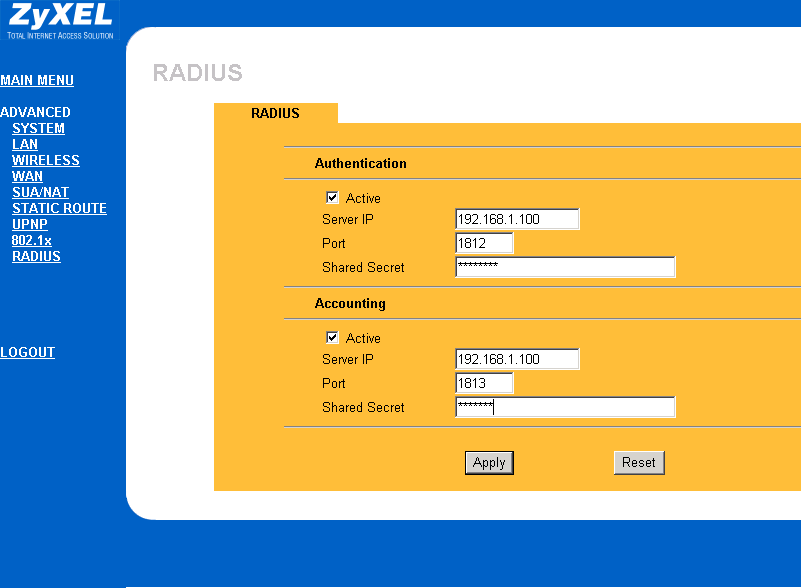 ZyXEL
TOTAL INTERNET ACCESS SOLUTION
MAIN MENU
ADVANCED
SYSTEM
LAN
WIRELESS
WAN
SUA/NAT
STATIC ROUTE
UPNP
802.1x
RADIUS
LOGOUT
RADIUS
RADIUS
Authentication
Active
Server IP 192.168.1.100
Port 1812
Shared Secret ********
Accounting
Active
Server IP 192.168.1.100
Port 1813
Shared Secret *******
Apply Reset